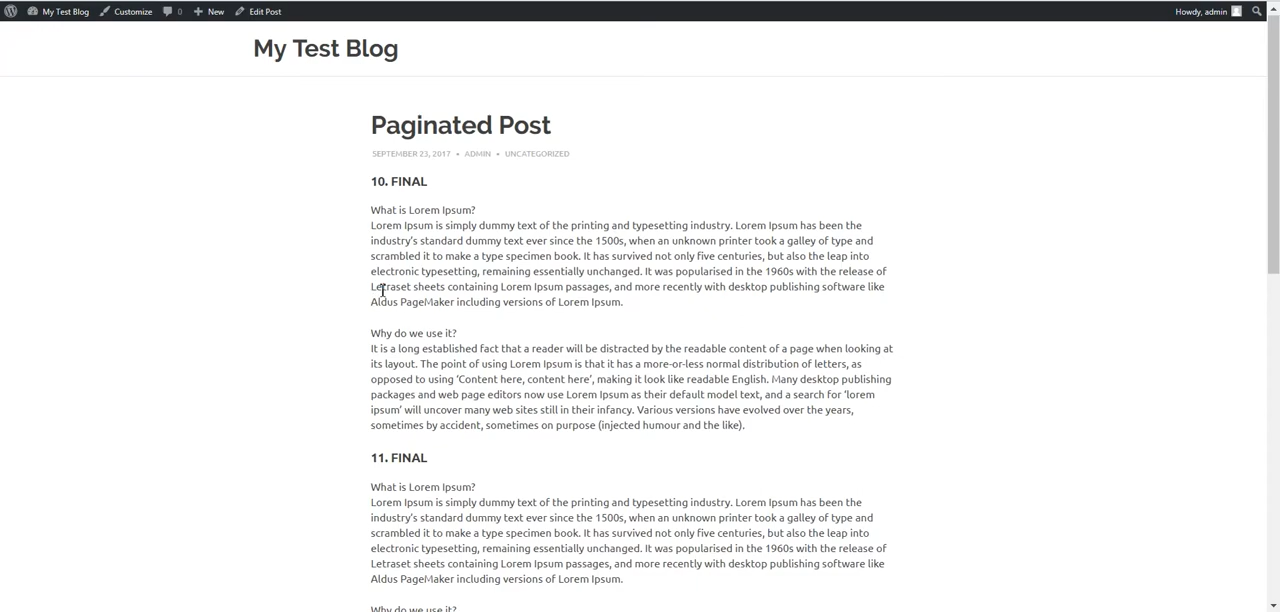 My Test Blog Customize 0 New Edit Post Howdy, admin
My Test Blog
Paginated Post
SEPTEMBER 23, 2017 • ADMIN • UNCATEGORIZED
10. FINAL
What is Lorem Ipsum?
Lorem Ipsum is simply dummy text of the printing and typesetting industry. Lorem Ipsum has been the
industry’s standard dummy text ever since the 1500s, when an unknown printer took a galley of type and
scrambled it to make a type specimen book. It has survived not only five centuries, but also the leap into
electronic typesetting, remaining essentially unchanged. It was popularised in the 1960s with the release of
Letraset sheets containing Lorem Ipsum passages, and more recently with desktop publishing software like
Aldus PageMaker including versions of Lorem Ipsum.
Why do we use it?
It is a long established fact that a reader will be distracted by the readable content of a page when looking at
its layout. The point of using Lorem Ipsum is that it has a more-or-less normal distribution of letters, as
opposed to using ‘Content here, content here’, making it look like readable English. Many desktop publishing
packages and web page editors now use Lorem Ipsum as their default model text, and a search for ‘lorem
ipsum’ will uncover many web sites still in their infancy. Various versions have evolved over the years,
sometimes by accident, sometimes on purpose (injected humour and the like).
11. FINAL
What is Lorem Ipsum?
Lorem Ipsum is simply dummy text of the printing and typesetting industry. Lorem Ipsum has been the
industry’s standard dummy text ever since the 1500s, when an unknown printer took a galley of type and
scrambled it to make a type specimen book. It has survived not only five centuries, but also the leap into
electronic typesetting, remaining essentially unchanged. It was popularised in the 1960s with the release of
Letraset sheets containing Lorem Ipsum passages, and more recently with desktop publishing software like
Aldus PageMaker including versions of Lorem Ipsum.
Why do we use it?